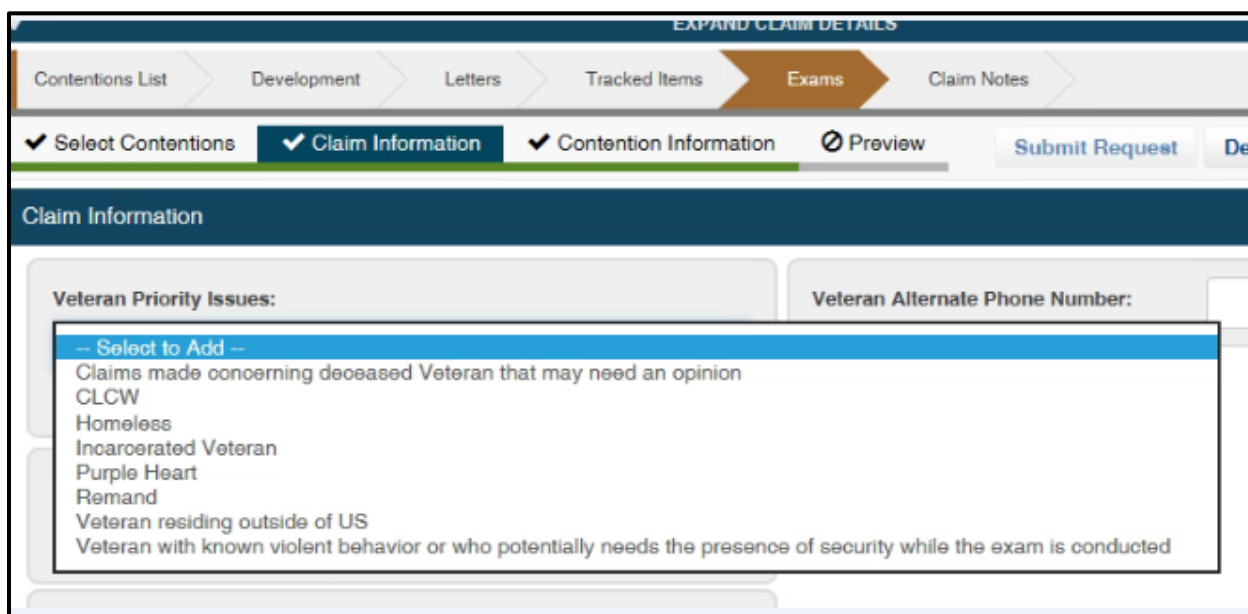 EXPAND CLAIM DETAILS
Contentions List Development Letters Tracked Items Exams Claim Notes
Select Contentions Claim Information Contention Information Preview Submit Request De
Claim Information
Veteran Priority Issues: Veteran Alternate Phone Number:
-- Select to Add --
Claims made concerning deceased Veteran that may need an opinion
CLCW
Homeless
Incarcerated Veteran
Purple Heart
Remand
Veteran residing outside of US
Veteran with known violent behavior or who potentially needs the presence of security while the exam is conducted